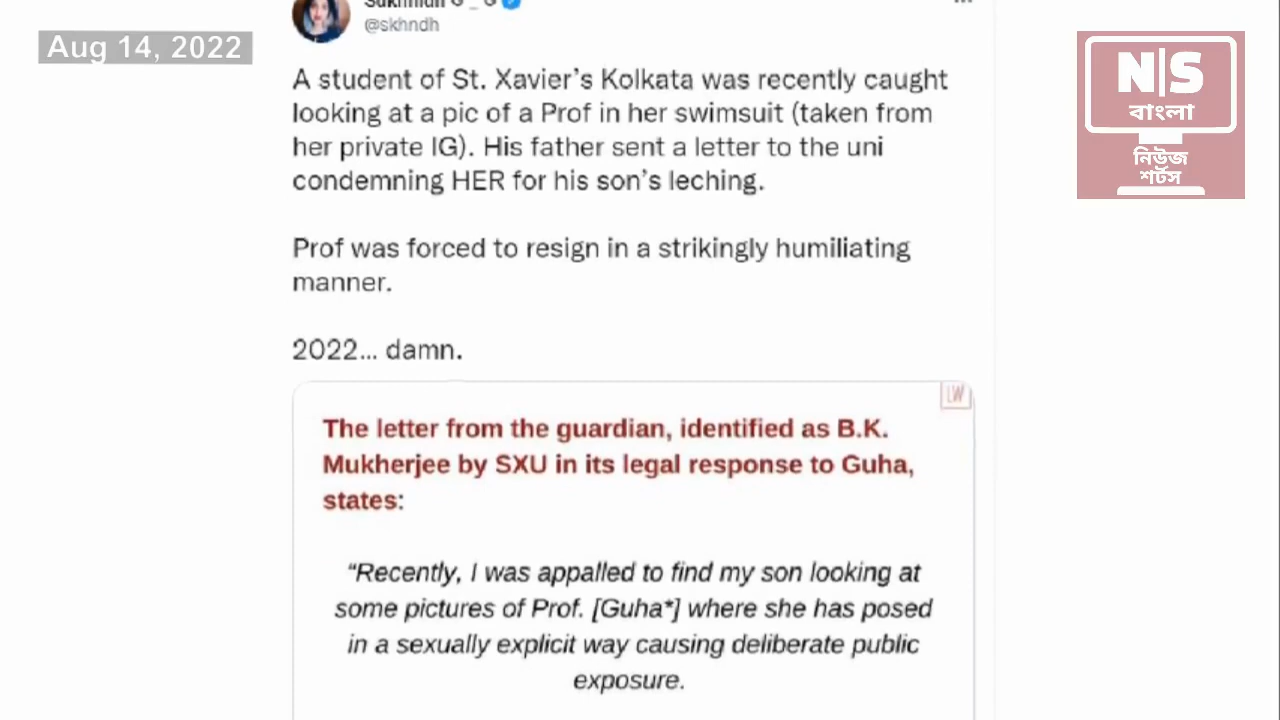 Aug 14, 2022
@skhndh
N|S
বাংলা
নিউজ
শর্টস
A student of St. Xavier's Kolkata was recently caught
looking at a pic of a Prof in her swimsuit (taken from
her private IG). His father sent a letter to the uni
condemning HER for his son's leching.
Prof was forced to resign in a strikingly humiliating
manner.
2022... damn.
LW
The letter from the guardian, identified as B.K.
Mukherjee by SXU in its legal response to Guha,
states:
“Recently, I was appalled to find my son looking at
some pictures of Prof. [Guha*] where she has posed
in a sexually explicit way causing deliberate public
exposure.